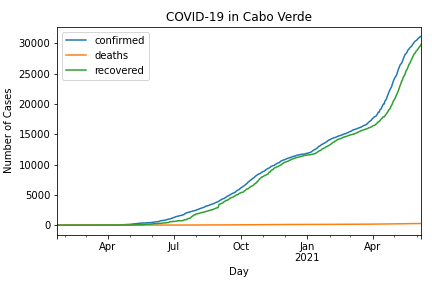 COVID-19 in Cabo Verde
confirmed
deaths
recovered
Number of Cases
30000
25000
20000
15000
10000
5000
0
Apr
Jul
Oct
Jan
2021
Apr
Day